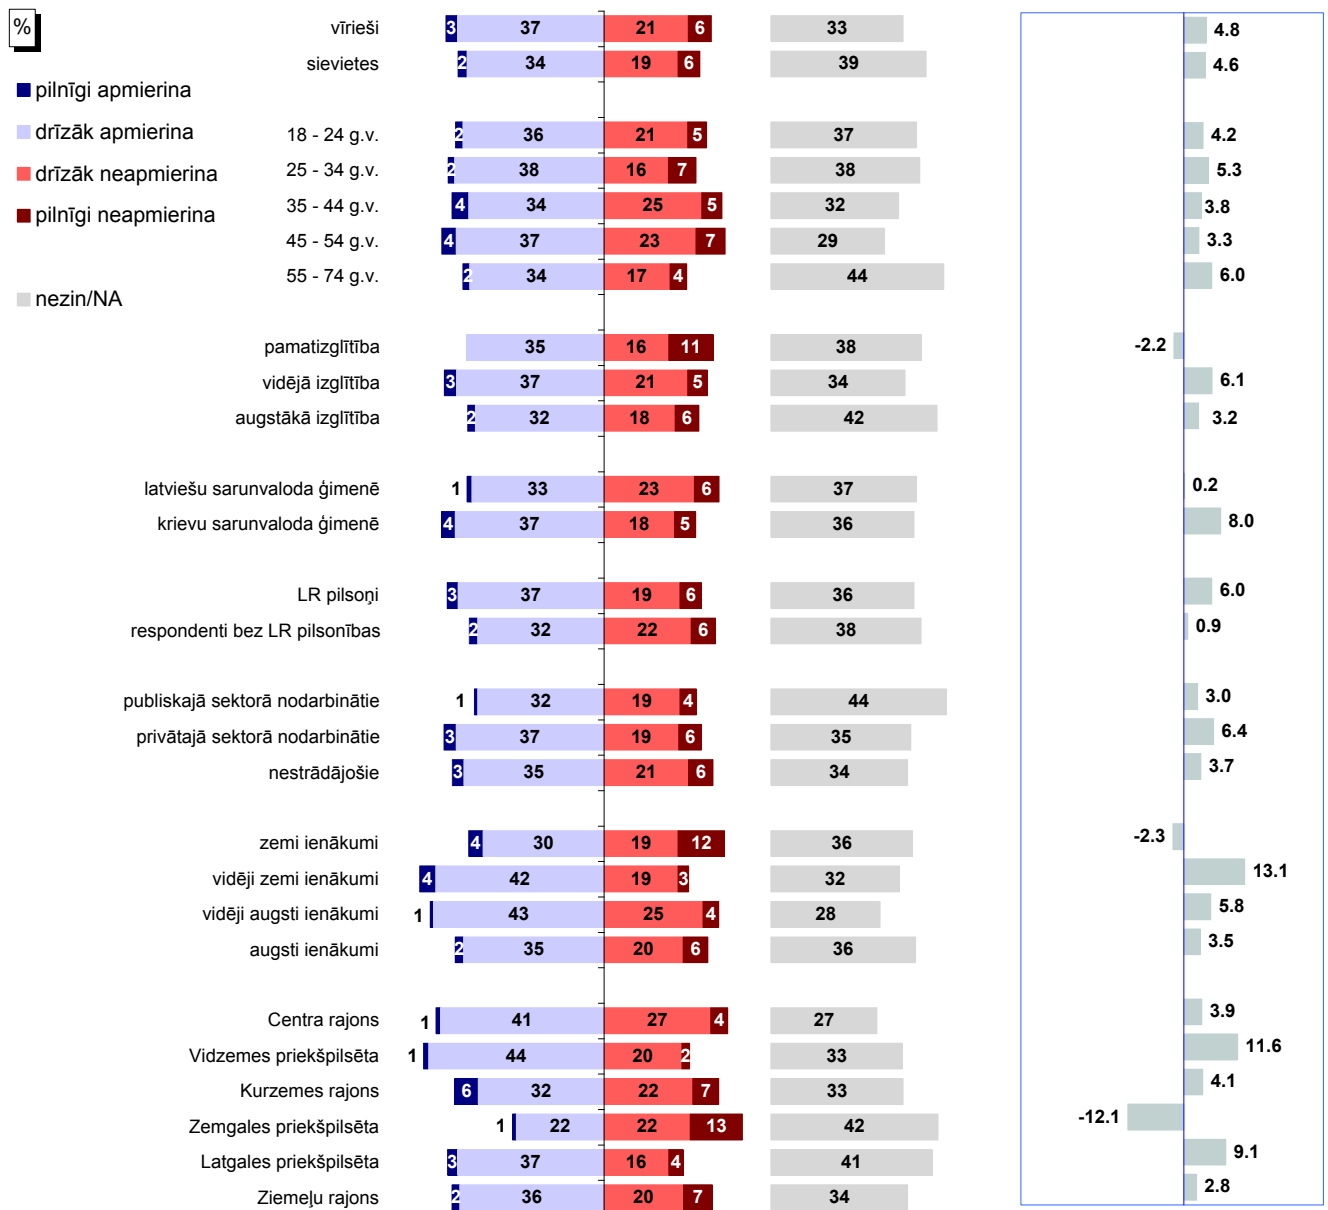 %
pilnīgi apmierina
drīzāk apmierina
drīzāk neapmierina
pilnīgi neapmierina
nezin/NA
vīrieši 3 37 21 6 33 4.8
sievietes 2 34 19 6 39 4.6
18 - 24 g.v. 2 36 21 5 37 4.2
25 - 34 g.v. 2 38 16 7 38 5.3
35 - 44 g.v. 4 34 25 5 32 3.8
45 - 54 g.v. 4 37 23 7 29 3.3
55 - 74 g.v. 2 34 17 4 44 6.0
pamatizglītība 35 16 11 38 -2.2
vidējā izglītība 3 37 21 5 34 6.1
augstākā izglītība 2 32 18 6 42 3.2
latviešu sarunvaloda ģimenē 1 33 23 6 37 0.2
krievu sarunvaloda ģimenē 4 37 18 5 36 8.0
LR pilsoņi 3 37 19 6 36 6.0
respondenti bez LR pilsonības 2 32 22 6 38 0.9
publiskajā sektorā nodarbinātie 1 32 19 4 44 3.0
privātajā sektorā nodarbinātie 3 37 19 6 35 6.4
nestrādājošie 3 35 21 6 34 3.7
zemi ienākumi 4 30 19 12 36 -2.3
vidēji zemi ienākumi 4 42 19 3 32 13.1
vidēji augsti ienākumi 1 43 25 4 28 5.8
augsti ienākumi 2 35 20 6 36 3.5
Centra rajons 1 41 27 4 27 3.9
Vidzemes priekšpilsēta 1 44 20 2 33 11.6
Kurzemes rajons 6 32 22 7 33 4.1
Zemgales priekšpilsēta 1 22 22 13 42 -12.1
Latgales priekšpilsēta 3 37 16 4 41 9.1
Ziemeļu rajons 2 36 20 7 34 2.8